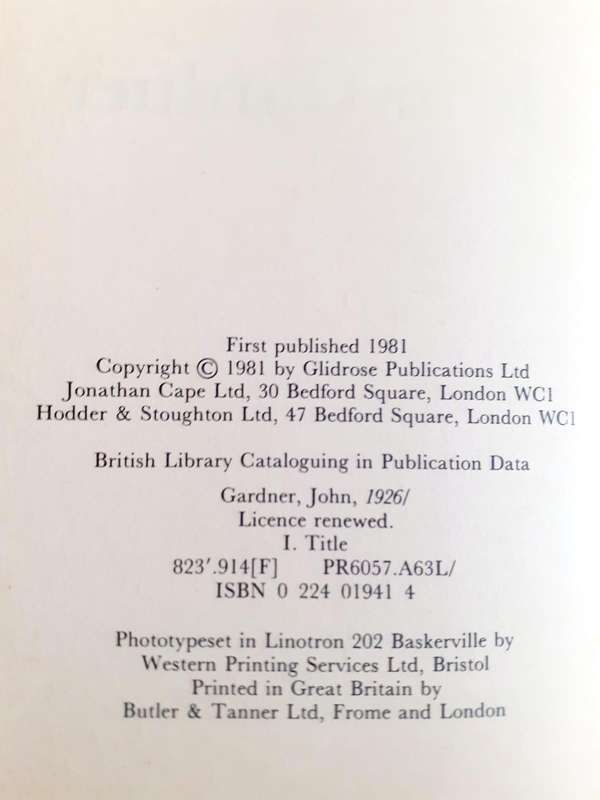 First published 1981
Copyright © 1981 by Glidrose Publications Ltd
Jonathan Cape Ltd, 30 Bedford Square, London WC1
Hodder & Stoughton Ltd, 47 Bedford Square, London WC1
British Library Cataloguing in Publication Data
Gardner, John, 1926/
Licence renewed.
I. Title
823′.914[F] PR6057.A63L/
ISBN 0 224 01941 4
Phototypeset in Linotron 202 Baskerville by
Western Printing Services Ltd, Bristol
Printed in Great Britain by
Butler & Tanner Ltd, Frome and London